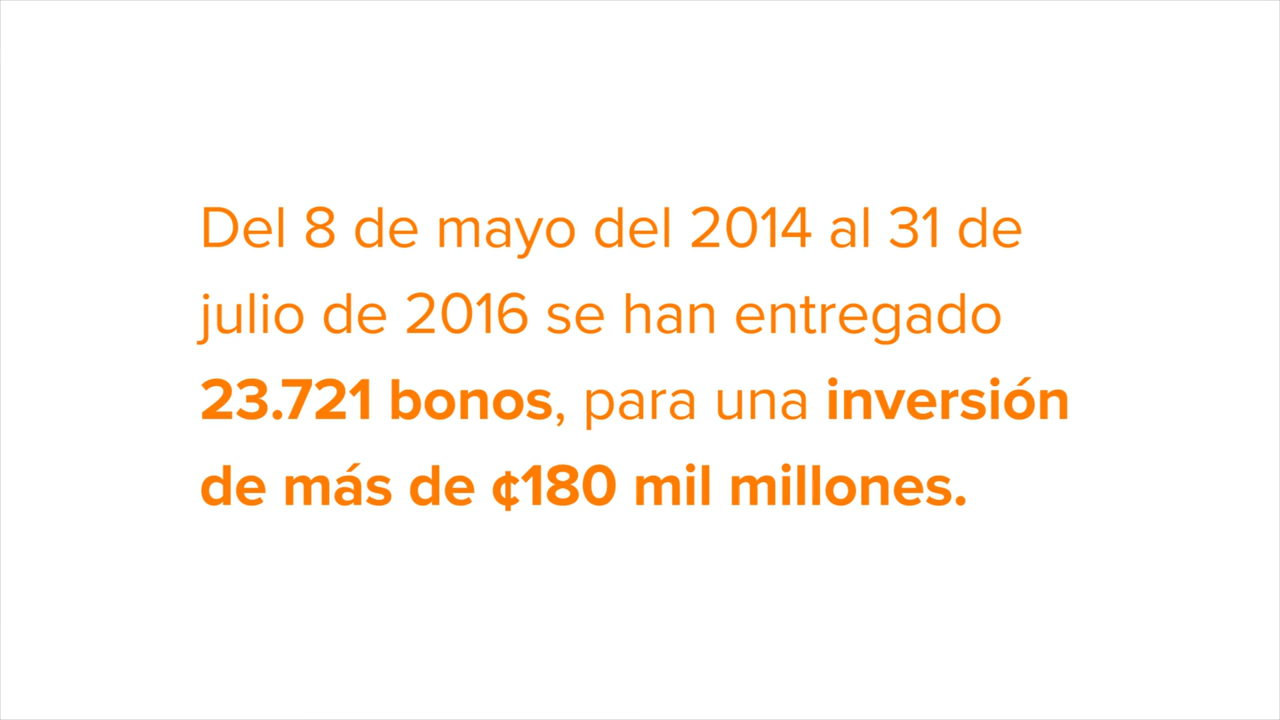 Del 8 de mayo del 2014 al 31 de
julio de 2016 se han entregado
23.721 bonos, para una inversión
de más de ¢180 mil millones.